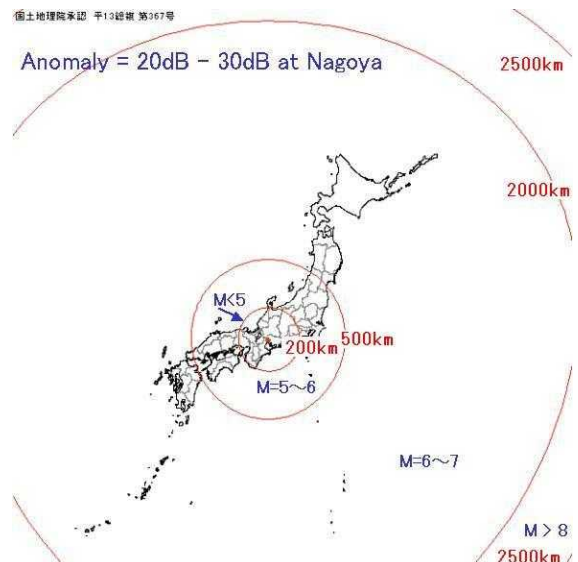 国土地理院承認 平13総複 第367号
Anomaly = 20dB - 30dB at Nagoya
2500km
2000km
M<5
200km
500km
M=5～6
M=6～7
M > 8
2500km